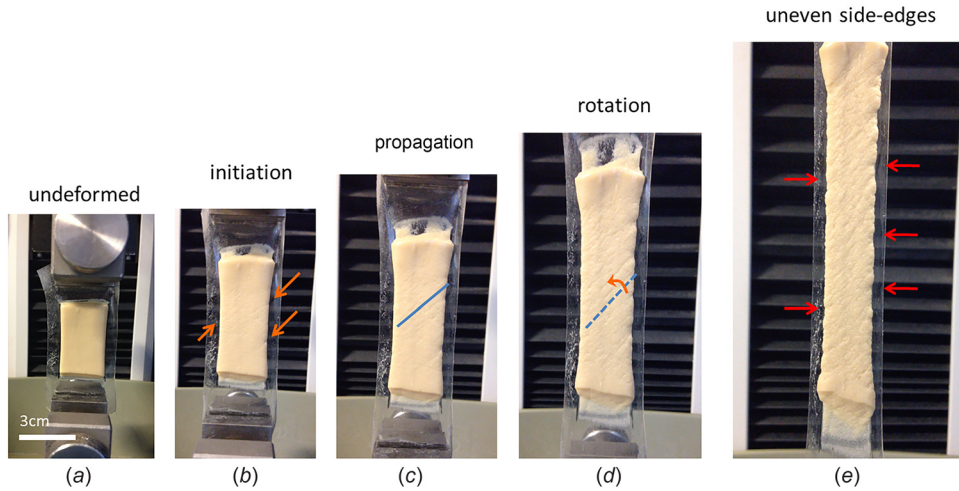 uneven side-edges
rotation
propagation
initiation
undeformed
3cm
(a)
(b)
(c)
(d)
(e)